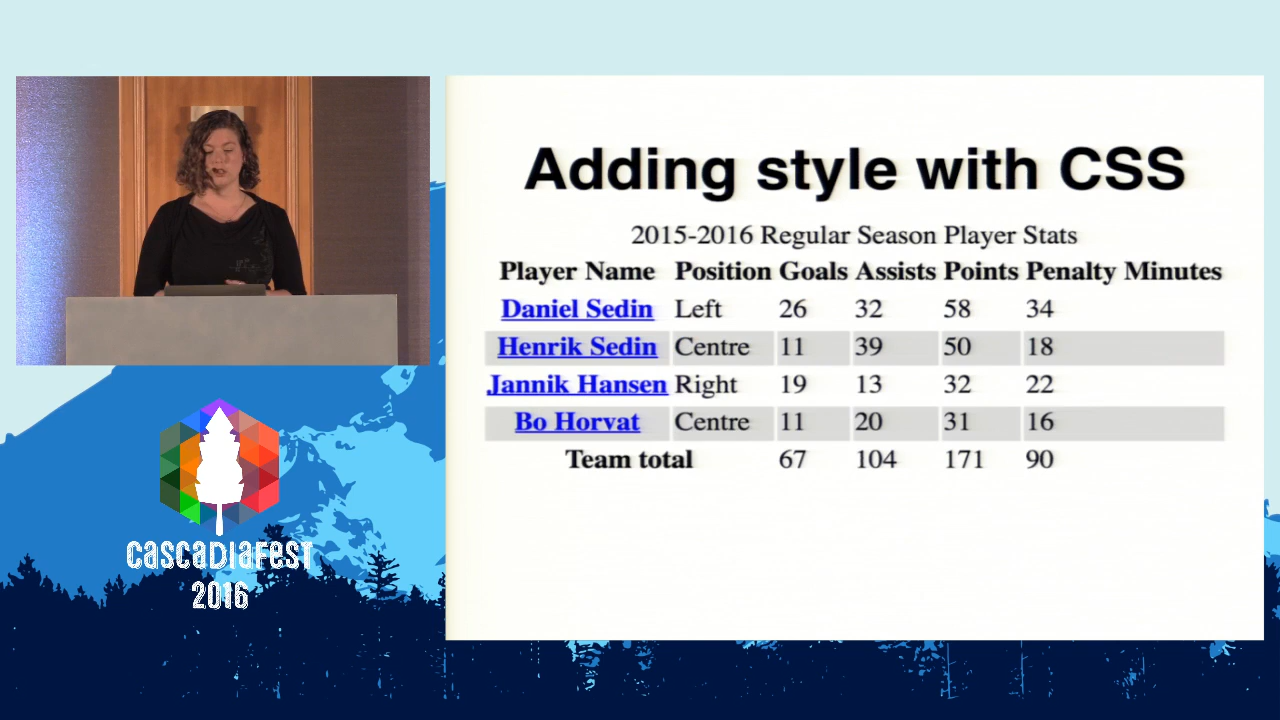 Adding style with CSS
2015-2016 Regular Season Player Stats
Player Name Position Goals Assists Points Penalty Minutes
Daniel Sedin Left 26 32 58 34
Henrik Sedin Centre 11 39 50 18
Jannik Hansen Right 19 13 32 22
Bo Horvat Centre 11 20 31 16
Team total 67 104 171 90
CascadiaFest
2016